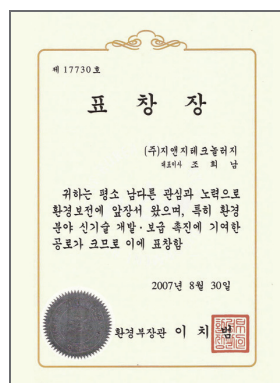 제 17730 호
표 창 장
(주)지앤지테크놀러지
대표이사 조 희 남
귀하는 평소 남다른 관심과 노력으로
환경보전에 앞장서 왔으며, 특히 환경
분야 신기술 개발·보급 촉진에 기여한
공로가 크므로 이에 표창함
2007년 8월 30일
환경부장관 이 치 범